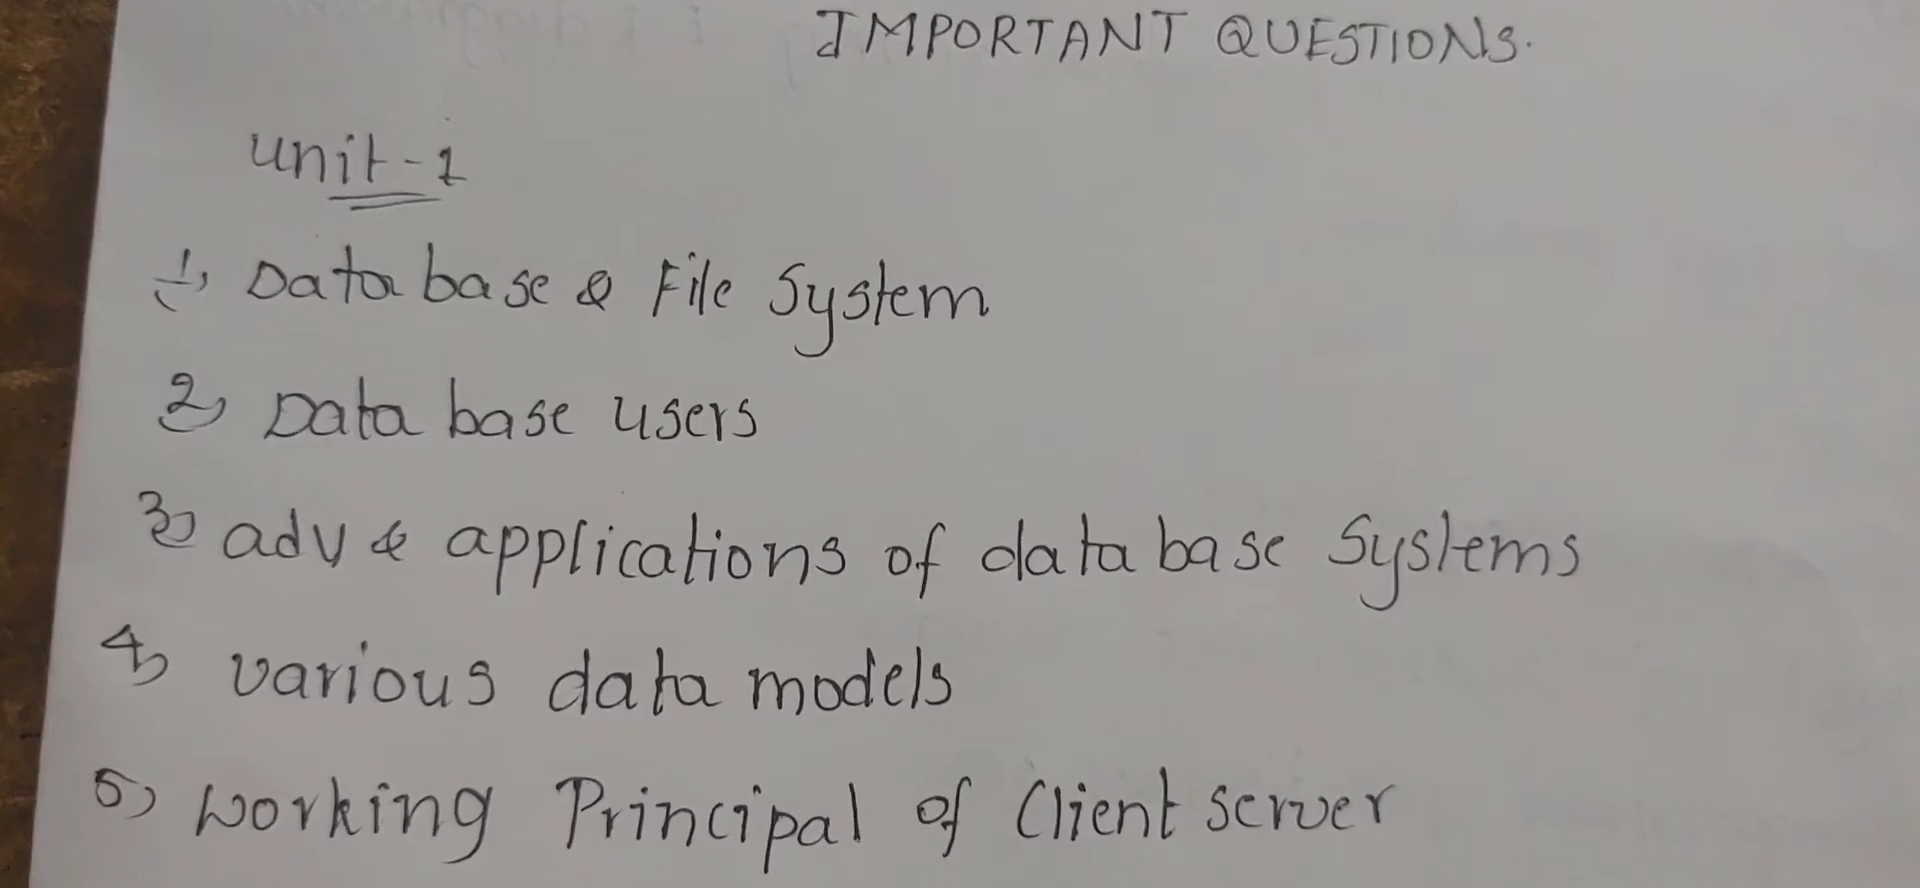 IMPORTANT QUESTIONS.
unit-1
1) Data base & File System
2) Data base users
3) adv & applications of data base Systems
4) various data models
5) working Principal of Client server